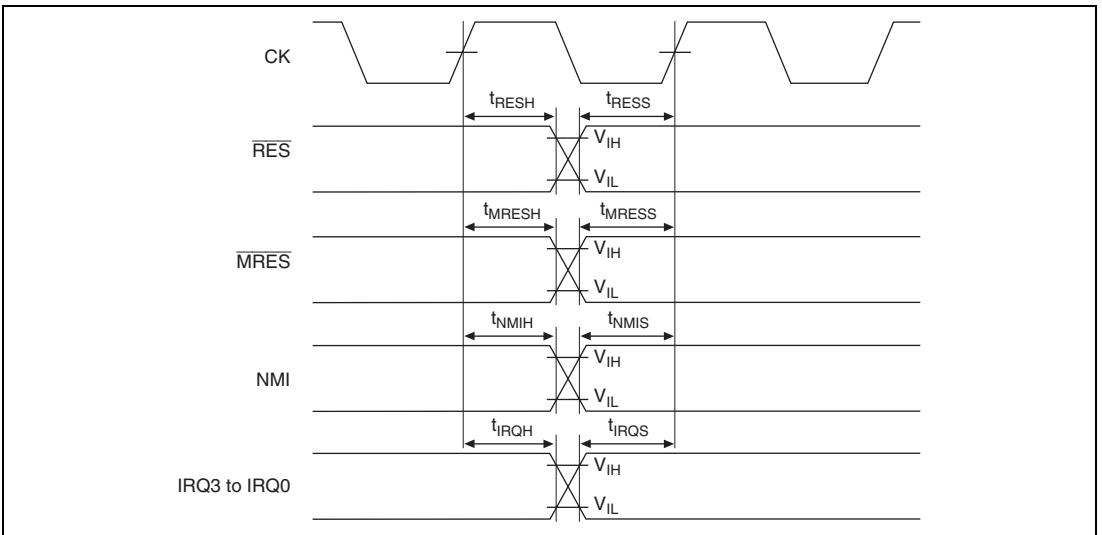 CK
tRESH tRESS
RES VIH
VIL
tMRESH tMRESS
MRES VIH
VIL
tNMIH tNMIS
NMI VIH
VIL
tIRQH tIRQS
IRQ3 to IRQ0 VIH
VIL